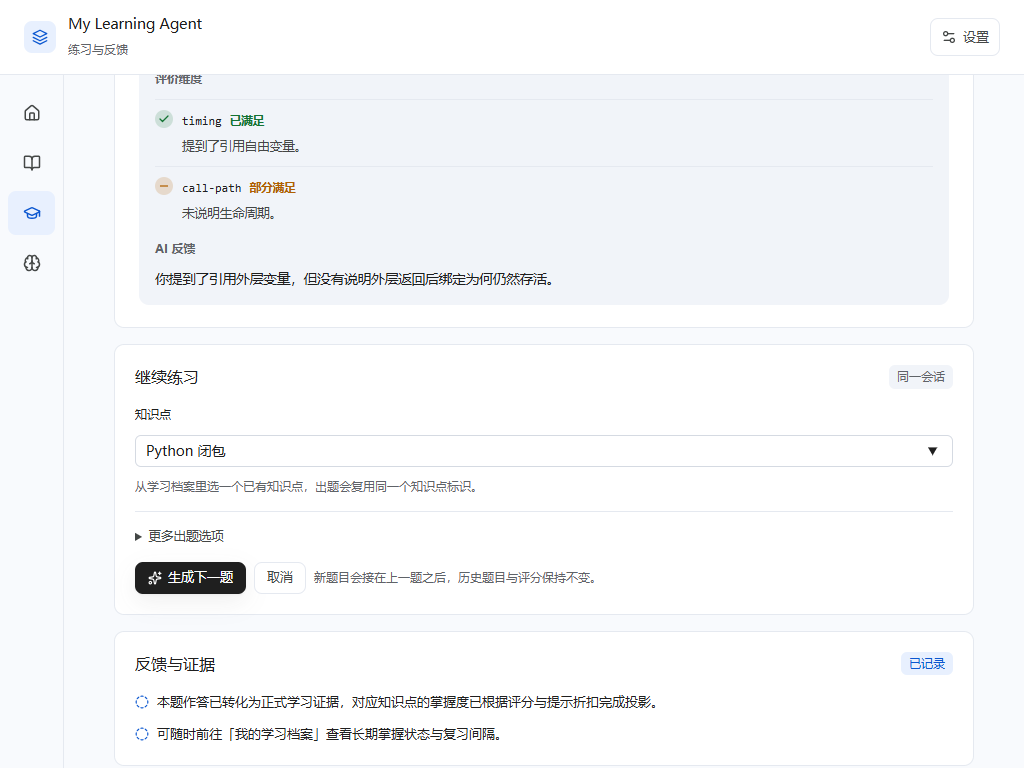 My Learning Agent
练习与反馈
设置
评价维度
timing 已满足
提到了引用自由变量。
call-path 部分满足
未说明生命周期。
AI 反馈
你提到了引用外层变量，但没有说明外层返回后绑定为何仍然存活。
继续练习
同一会话
知识点
Python 闭包
从学习档案里选一个已有知识点，出题会复用同一个知识点标识。
更多出题选项
生成下一题
取消
新题目会接在上一题之后，历史题目与评分保持不变。
反馈与证据
已记录
本题作答已转化为正式学习证据，对应知识点的掌握度已根据评分与提示折扣完成投影。
可随时前往「我的学习档案」查看长期掌握状态与复习间隔。